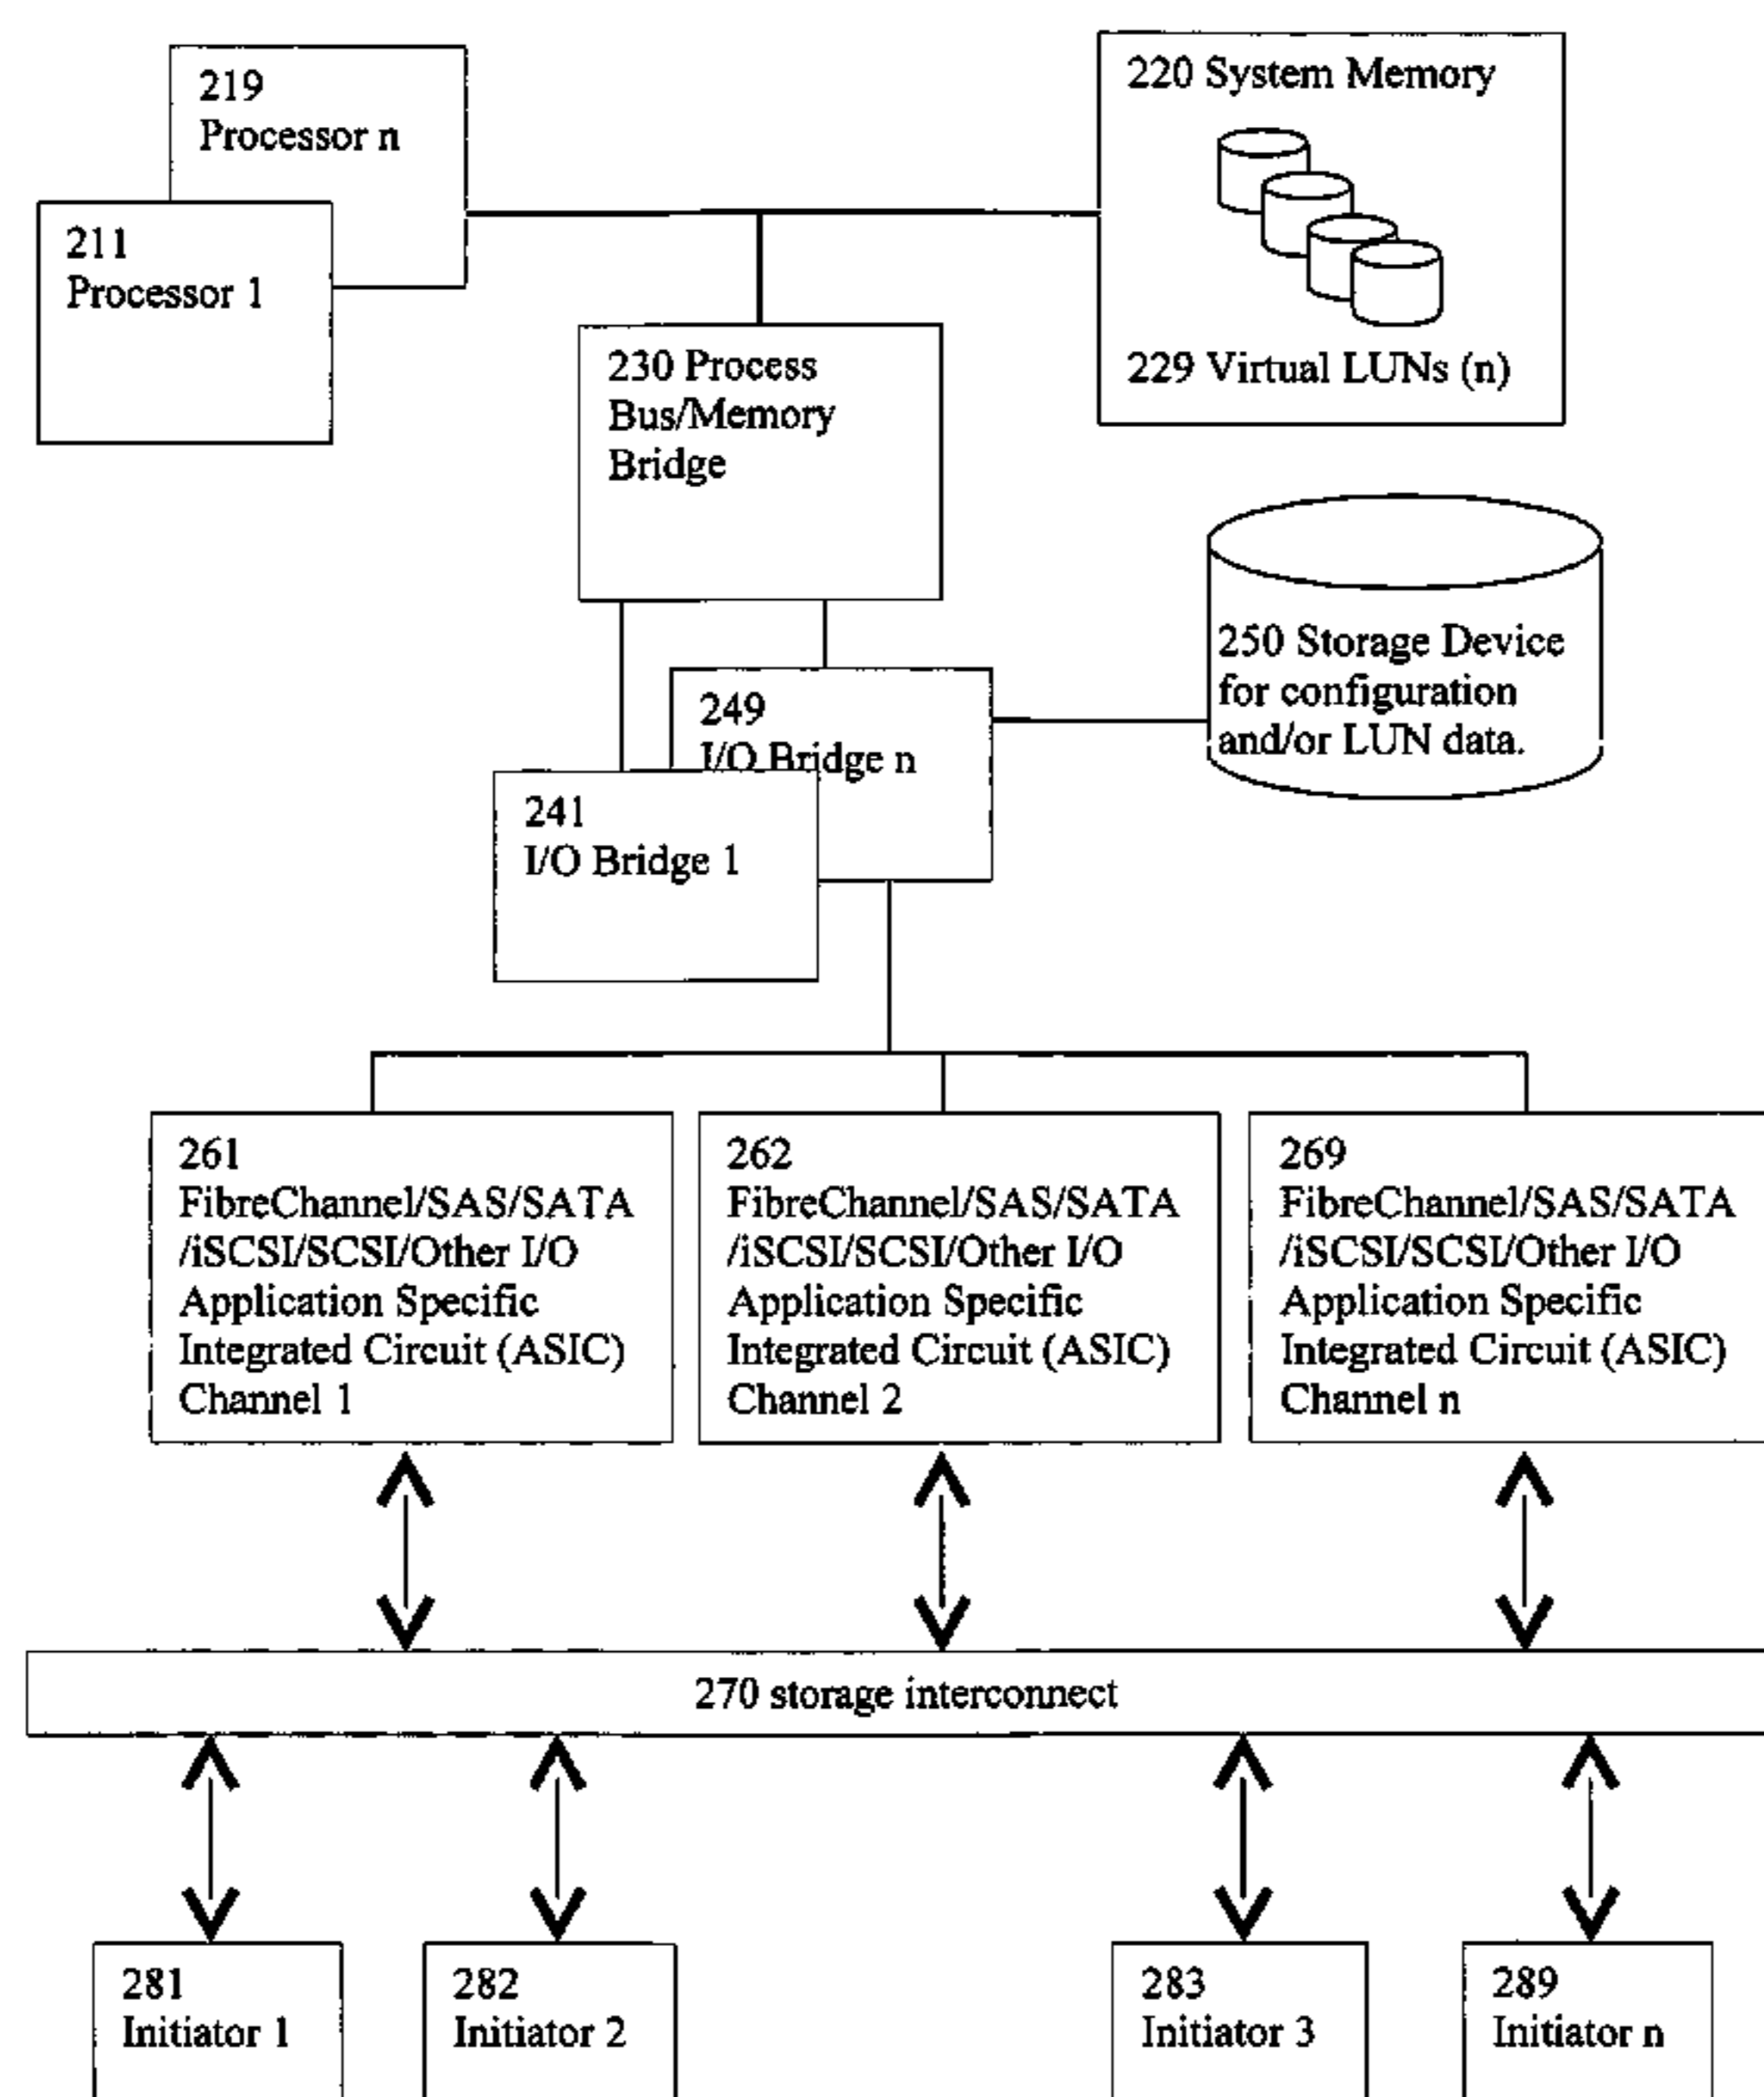 219
Processor n
211
Processor 1
220 System Memory
229 Virtual LUNs (n)
230 Process
Bus/Memory
Bridge
250 Storage Device
for configuration
and/or LUN data.
249
I/O Bridge n
241
I/O Bridge 1
261
FibreChannel/SAS/SATA
/iSCSI/SCSI/Other I/O
Application Specific
Integrated Circuit (ASIC)
Channel 1
262
FibreChannel/SAS/SATA
/iSCSI/SCSI/Other I/O
Application Specific
Integrated Circuit (ASIC)
Channel 2
269
FibreChannel/SAS/SATA
/iSCSI/SCSI/Other I/O
Application Specific
Integrated Circuit (ASIC)
Channel n
270 storage interconnect
281
Initiator 1
282
Initiator 2
283
Initiator 3
289
Initiator n